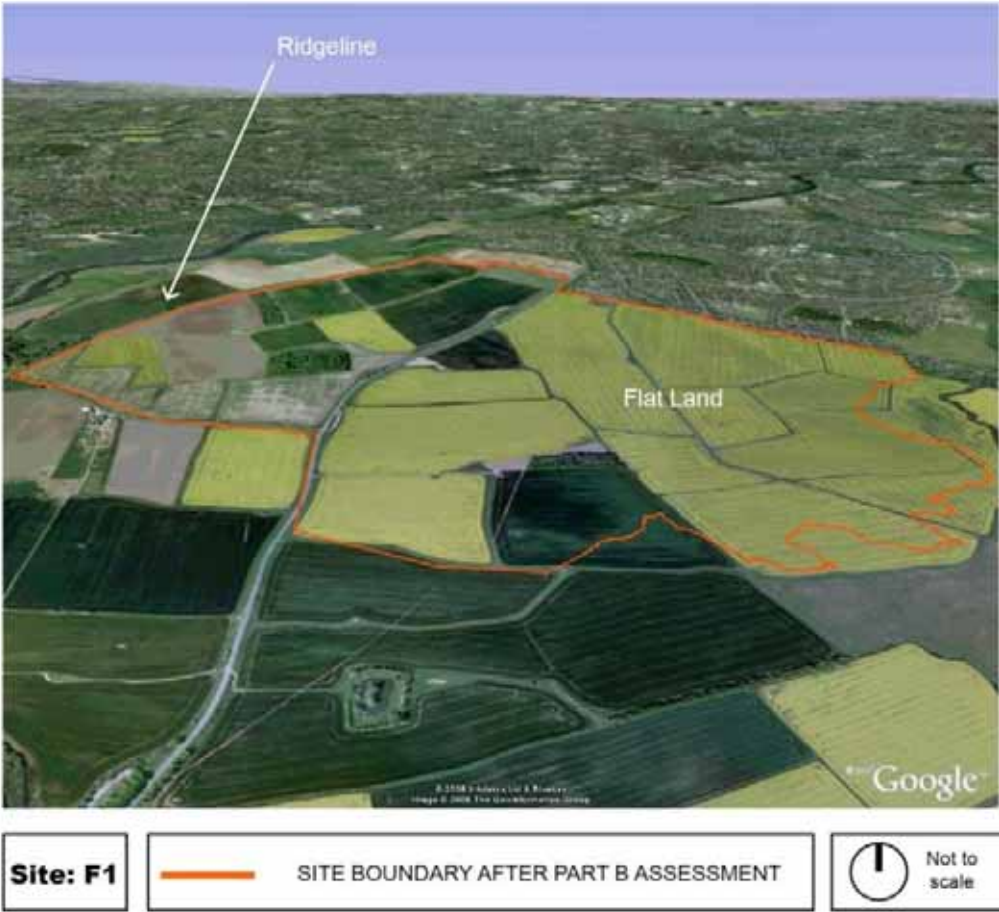 Ridgeline
Flat Land
Google
Site: F1
SITE BOUNDARY AFTER PART B ASSESSMENT
Not to
scale